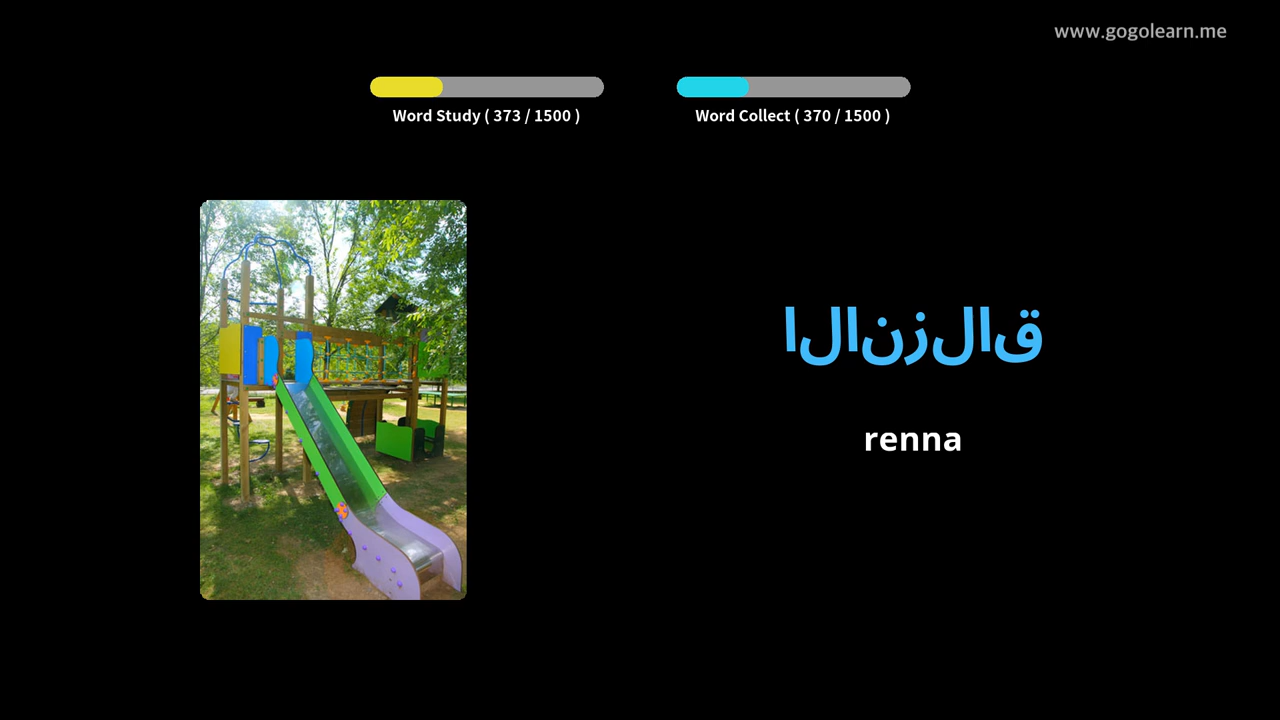 www.gogolearn.me
Word Study ( 373 / 1500 )
Word Collect ( 370 / 1500 )
الانزلاق
renna